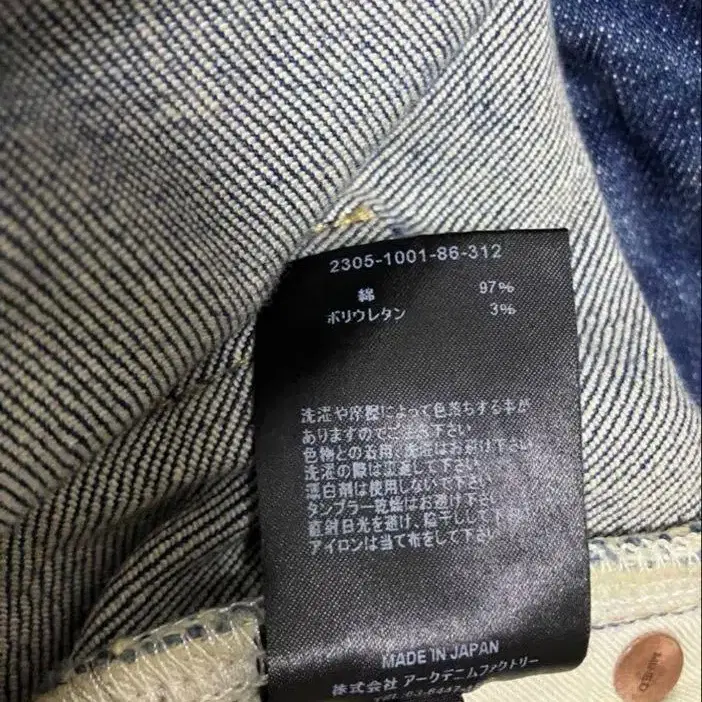 2305-1001-86-312
綿 97%
ポリウレタン 3%
洗濯や摩擦によって色落ちする事が
ありますのでご注意下さい
色物との着用、洗濯はお避け下さい
洗濯の際は裏返して下さい
漂白剤は使用しないで下さい
タンブラー乾燥はお避け下さい
直射日光を避け、陰干しして下さい
アイロンは当て布をして下さい
MADE IN JAPAN
株式会社 アークデニムファクトリー
TEL:03-6447-